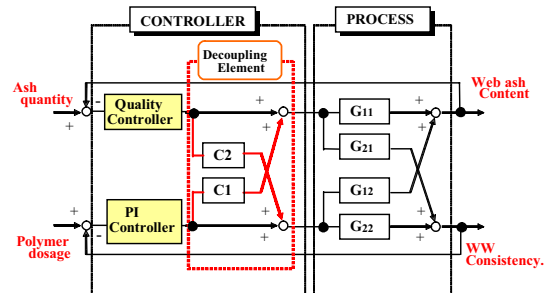 CONTROLLER
PROCESS
Decoupling
Element
Ash
quantity
-
+
Quality
Controller
+
+
G11
+
+
Web ash
Content
C2
G21
C1
G12
+
-
PI
Controller
+
+
G22
+
+
Polymer
dosage
WW
Consistency.